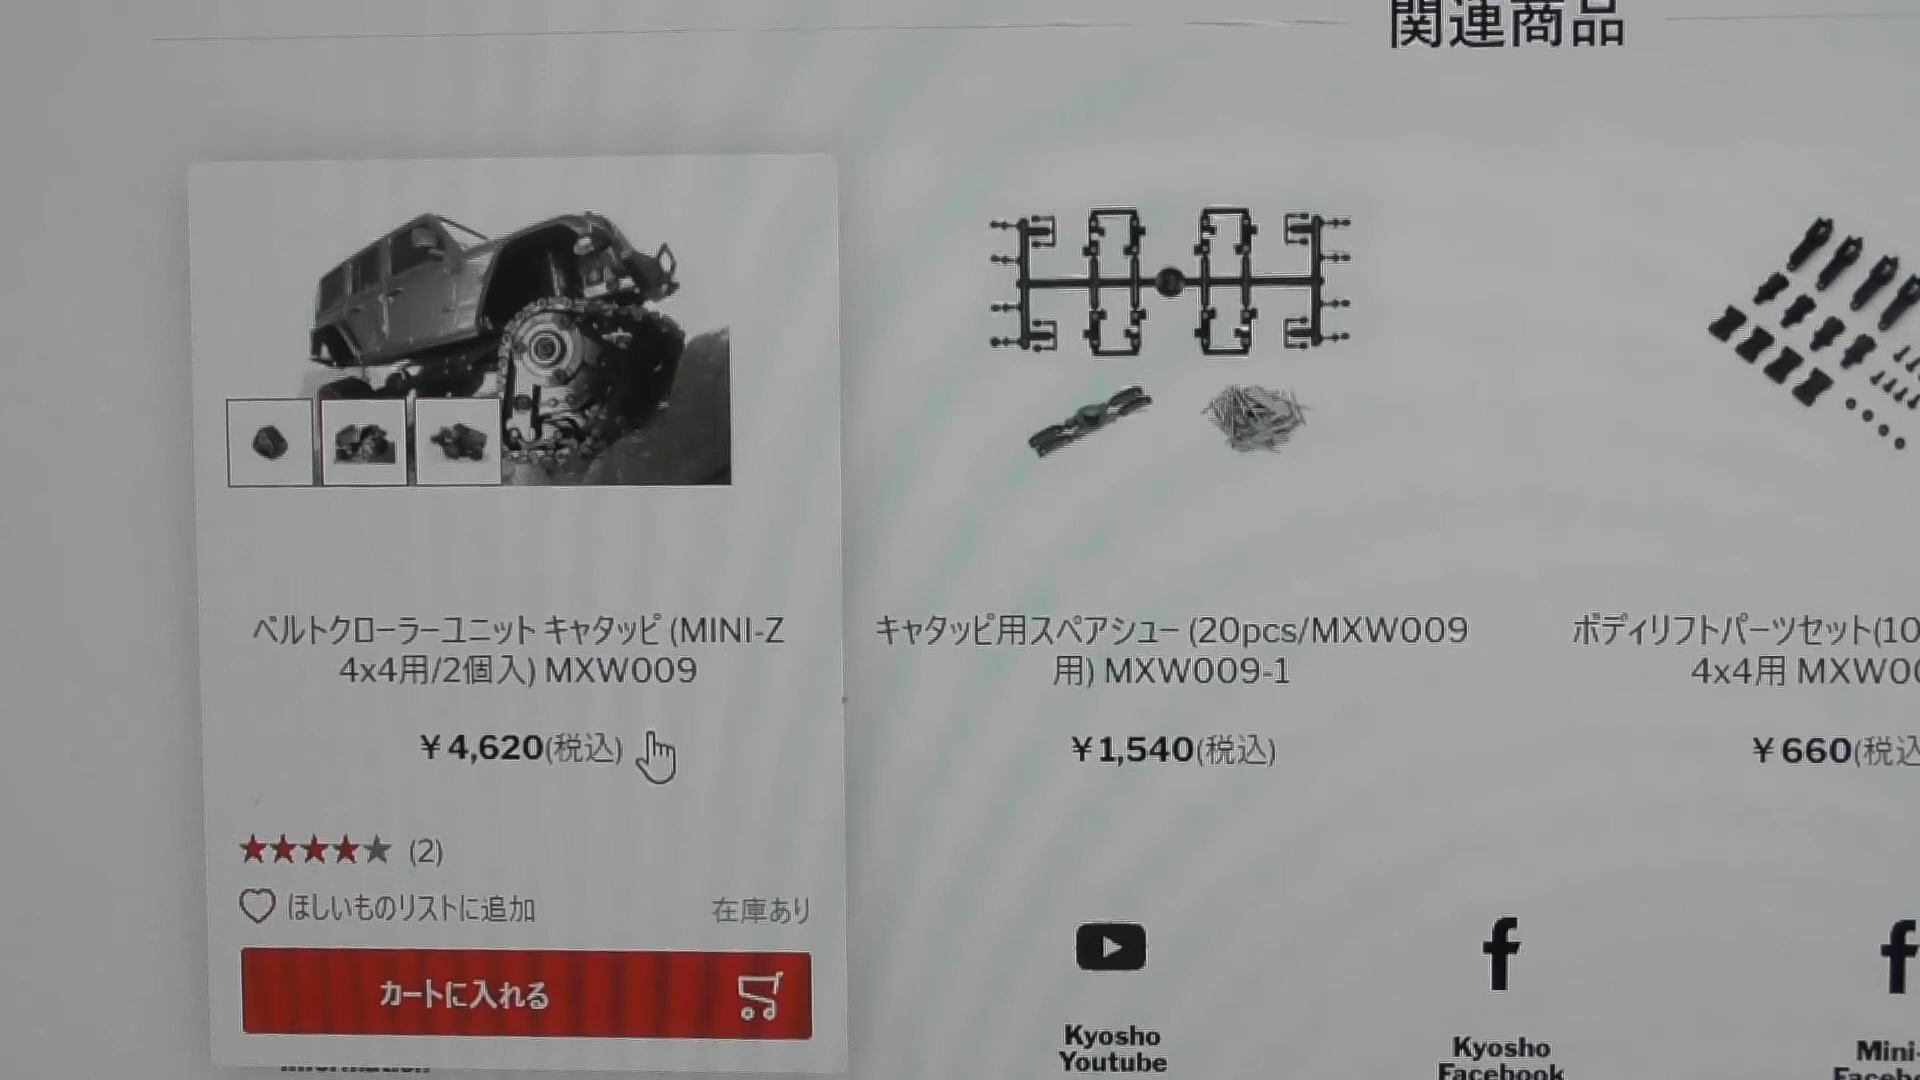 関連商品
ベルトクローラーユニット キャタッピ (MINI-Z
4x4用/2個入) MXW009
¥4,620(税込)
★★★★★ (2)
ほしいものリストに追加
在庫あり
カートに入れる
キャタッピ用スペアシュー (20pcs/MXW009
用) MXW009-1
¥1,540(税込)
ボディリフトパーツセット(10
4x4用
¥660(税込
Kyosho
Youtube
Kyosho
Facebook
Mini-